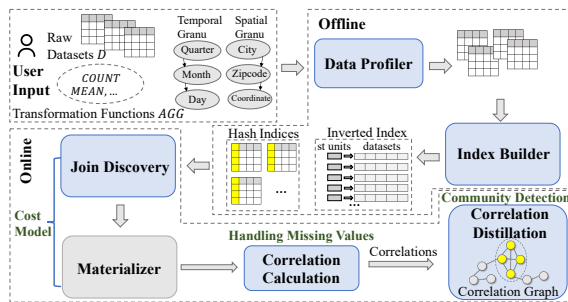 Raw
Datasets D
User
Input
COUNT
MEAN, ...
Transformation Functions AGG
Temporal
Granu
Spatial
Granu
Quarter
Month
Day
City
Zipcode
Coordinate
Offline
Data Profiler
Index Builder
Inverted Index
st units
datasets
...
Hash Indices
...
Online
Join Discovery
Cost
Model
Materializer
Handling Missing Values
Correlation
Calculation
Correlations
Community Detection
Correlation
Distillation
Correlation Graph